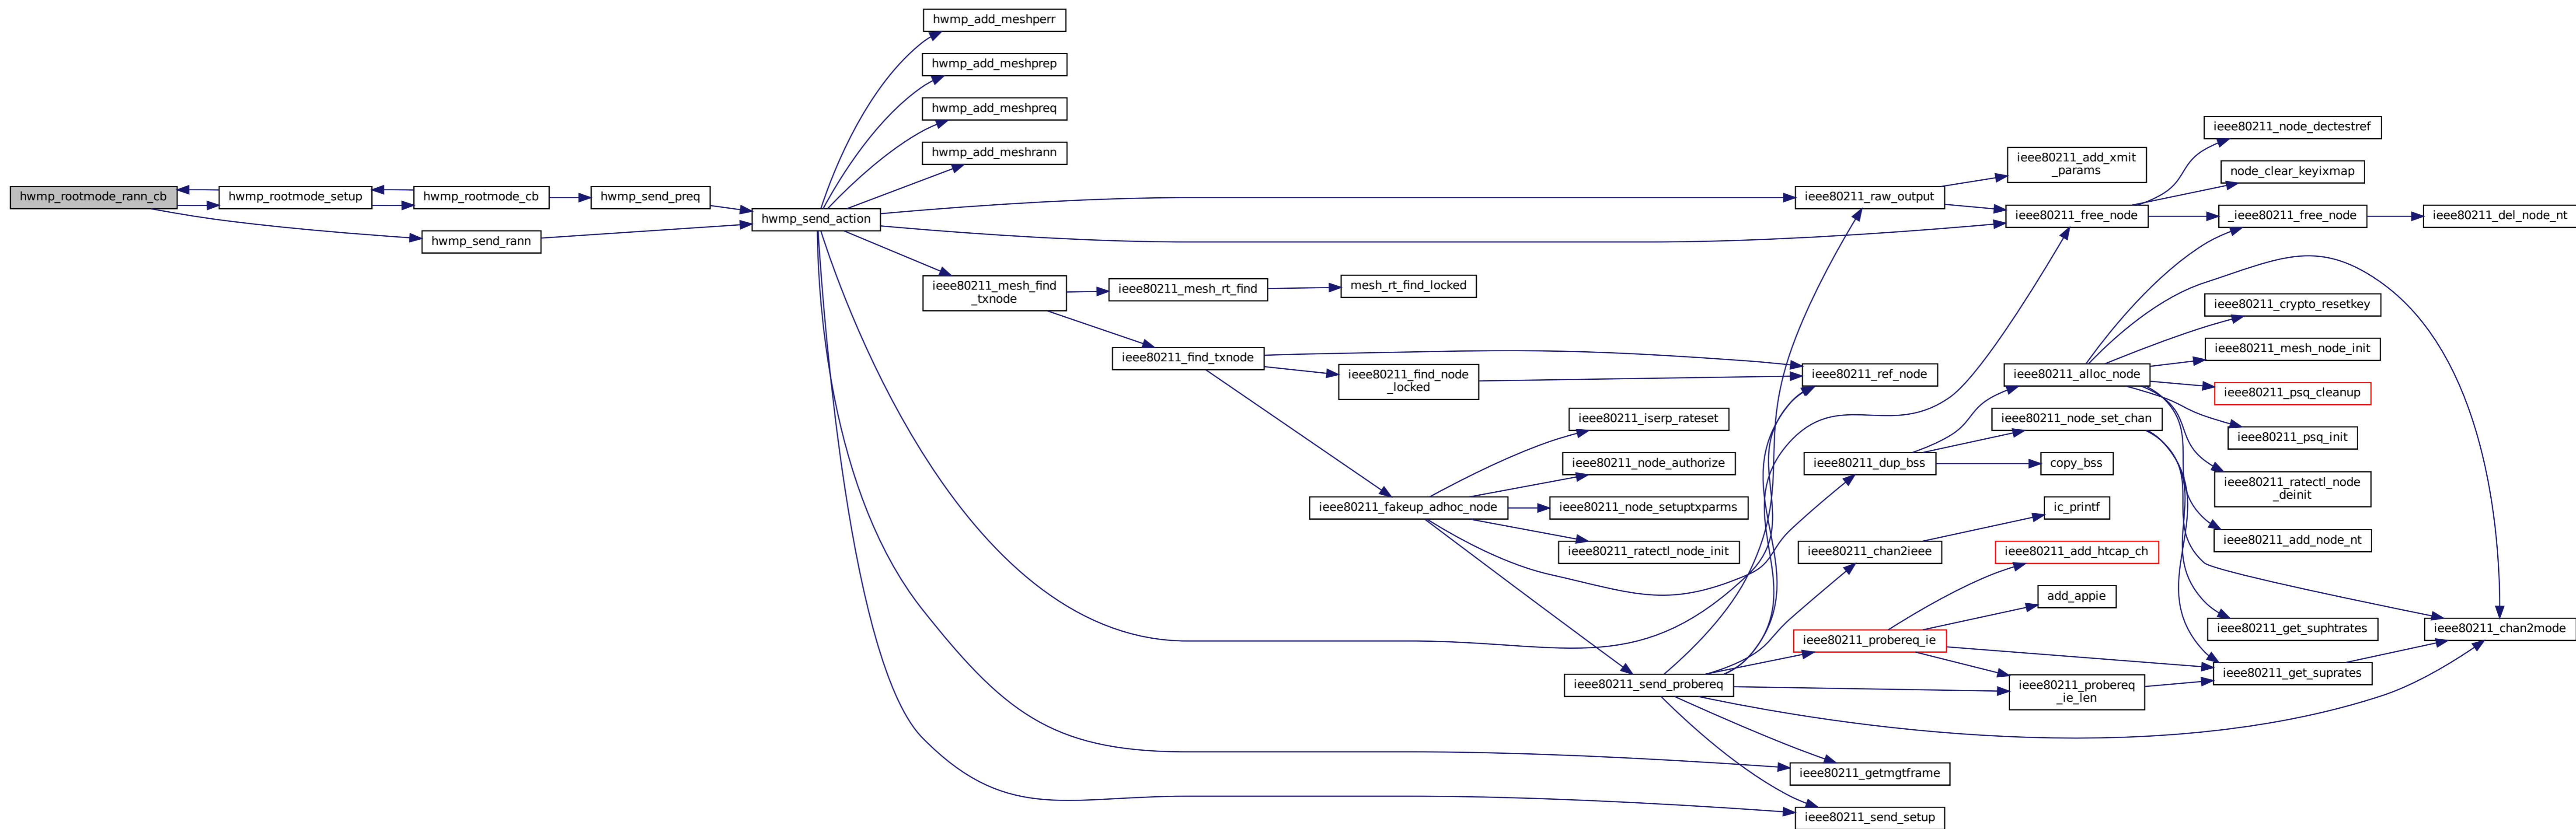 hwmp_rootmode_rann_cb
hwmp_rootmode_setup
hwmp_rootmode_cb
hwmp_send_preq
hwmp_send_rann
hwmp_send_action
hwmp_add_meshperr
hwmp_add_meshprep
hwmp_add_meshpreq
hwmp_add_meshrann
ieee80211_mesh_find
_txnode
ieee80211_mesh_rt_find
mesh_rt_find_locked
ieee80211_find_txnode
ieee80211_find_node
_locked
ieee80211_fakeup_adhoc_node
ieee80211_iserp_rateset
ieee80211_node_authorize
ieee80211_node_setuptxparms
ieee80211_ratectl_node_init
ieee80211_send_probereq
ieee80211_raw_output
ieee80211_ref_node
ieee80211_dup_bss
ieee80211_chan2ieee
ieee80211_probereq_ie
ieee80211_getmgtframe
ieee80211_send_setup
ieee80211_add_xmit
_params
ieee80211_free_node
ieee80211_alloc_node
ieee80211_node_set_chan
copy_bss
ic_printf
ieee80211_add_htcap_ch
add_appie
ieee80211_probereq
_ie_len
ieee80211_node_dectestref
node_clear_keyixmap
_ieee80211_free_node
ieee80211_crypto_resetkey
ieee80211_mesh_node_init
ieee80211_psq_cleanup
ieee80211_psq_init
ieee80211_ratectl_node
_deinit
ieee80211_add_node_nt
ieee80211_get_suphtrates
ieee80211_get_suprates
ieee80211_del_node_nt
ieee80211_chan2mode